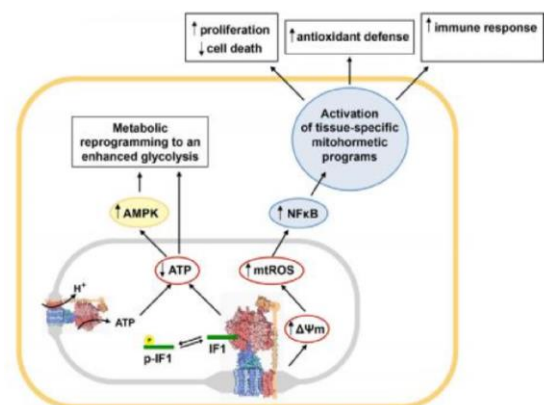 ↑ proliferation
↓ cell death
↑ antioxidant defense
↑ immune response
Metabolic
reprogramming to an
enhanced glycolysis
Activation
of tissue-specific
mitohormetic
programs
↑ AMPK
↑ NFκB
↓ ATP
↑ mtROS
H+
ATP
P
p-IF1
IF1
↑ ΔΨm